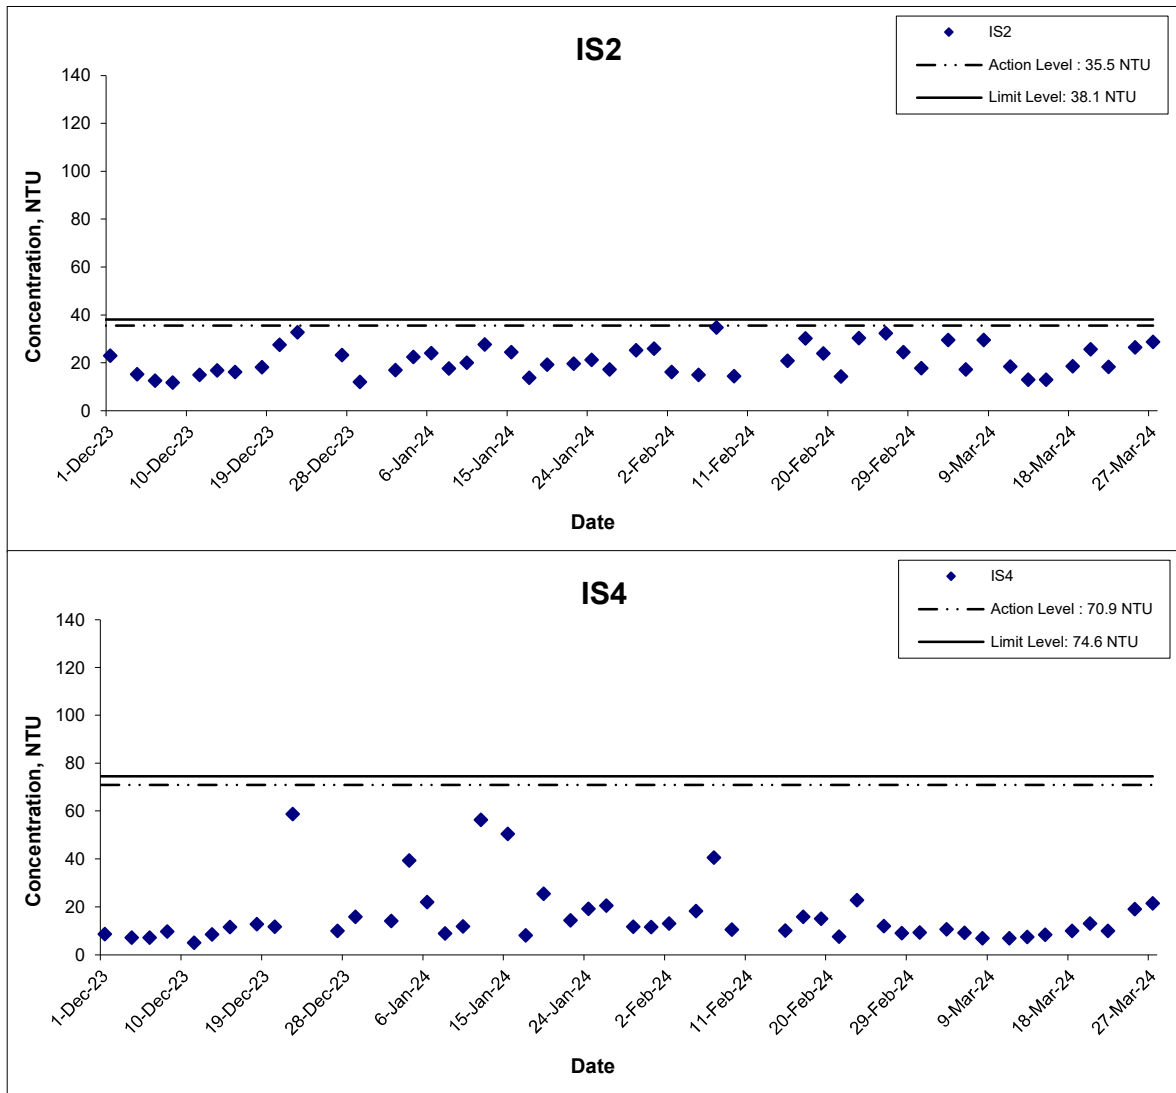 IS2
IS2
Action Level : 35.5 NTU
Limit Level: 38.1 NTU
Concentration, NTU
140
120
100
80
60
40
20
0
1-Dec-23
10-Dec-23
19-Dec-23
28-Dec-23
6-Jan-24
15-Jan-24
24-Jan-24
2-Feb-24
11-Feb-24
20-Feb-24
29-Feb-24
9-Mar-24
18-Mar-24
27-Mar-24
Date
IS4
IS4
Action Level : 70.9 NTU
Limit Level: 74.6 NTU
Concentration, NTU
140
120
100
80
60
40
20
0
1-Dec-23
10-Dec-23
19-Dec-23
28-Dec-23
6-Jan-24
15-Jan-24
24-Jan-24
2-Feb-24
11-Feb-24
20-Feb-24
29-Feb-24
9-Mar-24
18-Mar-24
27-Mar-24
Date